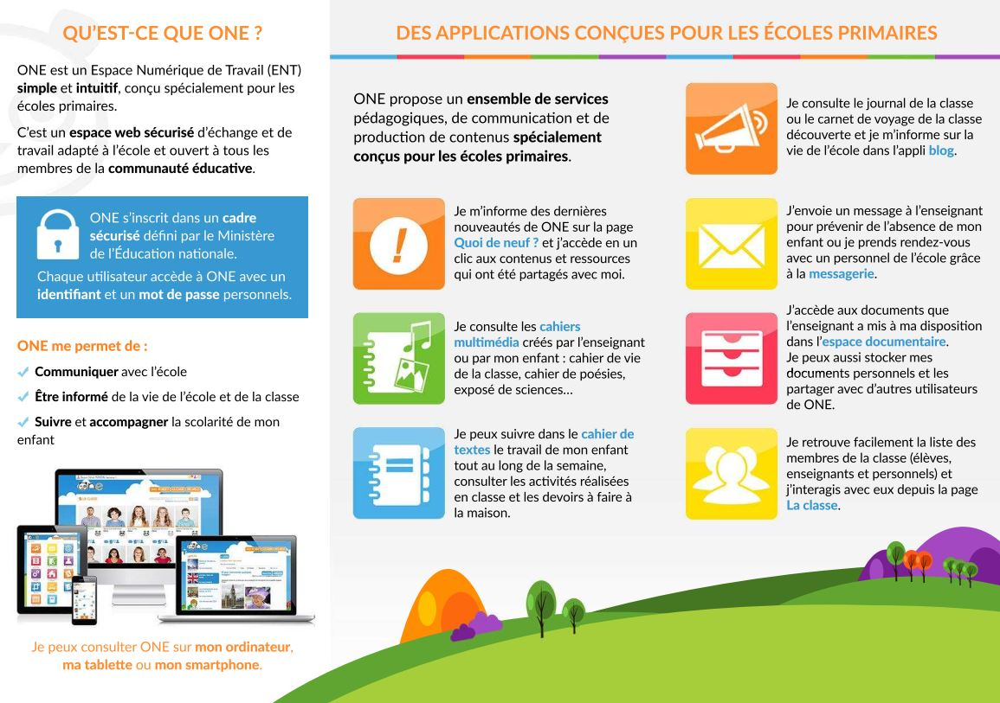 QU'EST-CE QUE ONE ?
ONE est un Espace Numérique de Travail (ENT)
simple et intuitif, conçu spécialement pour les
écoles primaires.
C'est un espace web sécurisé d'échange et de
travail adapté à l'école et ouvert à tous les
membres de la communauté éducative.
ONE s'inscrit dans un cadre
sécurisé défini par le Ministère
de l'Éducation nationale.
Chaque utilisateur accède à ONE avec un
identifiant et un mot de passe personnels.
ONE me permet de :
Communiquer avec l'école
Être informé de la vie de l'école et de la classe
Suivre et accompagner la scolarité de mon
enfant
Je peux consulter ONE sur mon ordinateur,
ma tablette ou mon smartphone.
DES APPLICATIONS CONÇUES POUR LES ÉCOLES PRIMAIRES
ONE propose un ensemble de services
pédagogiques, de communication et de
production de contenus spécialement
conçus pour les écoles primaires.
Je m'informe des dernières
nouveautés de ONE sur la page
Quoi de neuf ? et j'accède en un
clic aux contenus et ressources
qui ont été partagés avec moi.
Je consulte les cahiers
multimédia créés par l'enseignant
ou par mon enfant : cahier de vie
de la classe, cahier de poésies,
exposé de sciences...
Je peux suivre dans le cahier de
textes le travail de mon enfant
tout au long de la semaine,
consulter les activités réalisées
en classe et les devoirs à faire à
la maison.
Je consulte le journal de la classe
ou le carnet de voyage de la classe
découverte et je m'informe sur la
vie de l'école dans l'appli blog.
J'envoie un message à l'enseignant
pour prévenir de l'absence de mon
enfant ou je prends rendez-vous
avec un personnel de l'école grâce
à la messagerie.
J'accède aux documents que
l'enseignant a mis à ma disposition
dans l'espace documentaire.
Je peux aussi stocker mes
documents personnels et les
partager avec d'autres utilisateurs
de ONE.
Je retrouve facilement la liste des
membres de la classe (élèves,
enseignants et personnels) et
j'interagis avec eux depuis la page
La classe.